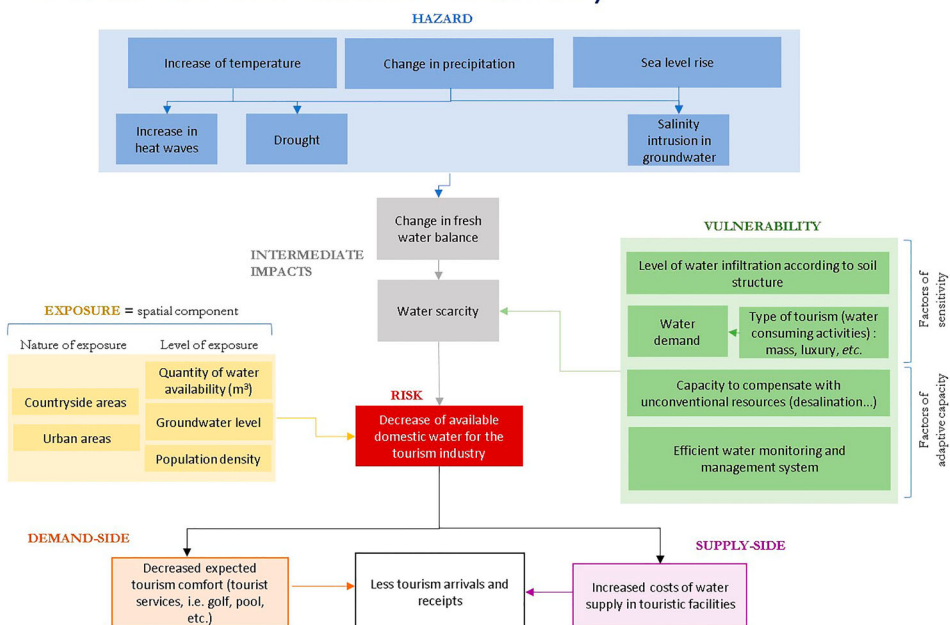 HAZARD
Increase of temperature
Change in precipitation
Sea level rise
Increase in
heat waves
Drought
Salinity
intrusion in
groundwater
Change in fresh
water balance
INTERMEDIATE
IMPACTS
Water scarcity
VULNERABILITY
Level of water infiltration according to soil
structure
Water
demand
Type of tourism (water
consuming activities) :
mass, luxury, etc.
Factors of
sensitivity
Capacity to compensate with
unconventional resources (desalination...)
Efficient water monitoring and
management system
Factors of
adaptive capacity
EXPOSURE = spatial component
Nature of exposure
Level of exposure
Countryside areas
Urban areas
Quantity of water
availability (m³)
Groundwater level
Population density
RISK
Decrease of available
domestic water for the
tourism industry
DEMAND-SIDE
Decreased expected
tourism comfort (tourist
services, i.e. golf, pool,
etc.)
Less tourism arrivals and
receipts
SUPPLY-SIDE
Increased costs of water
supply in touristic facilities